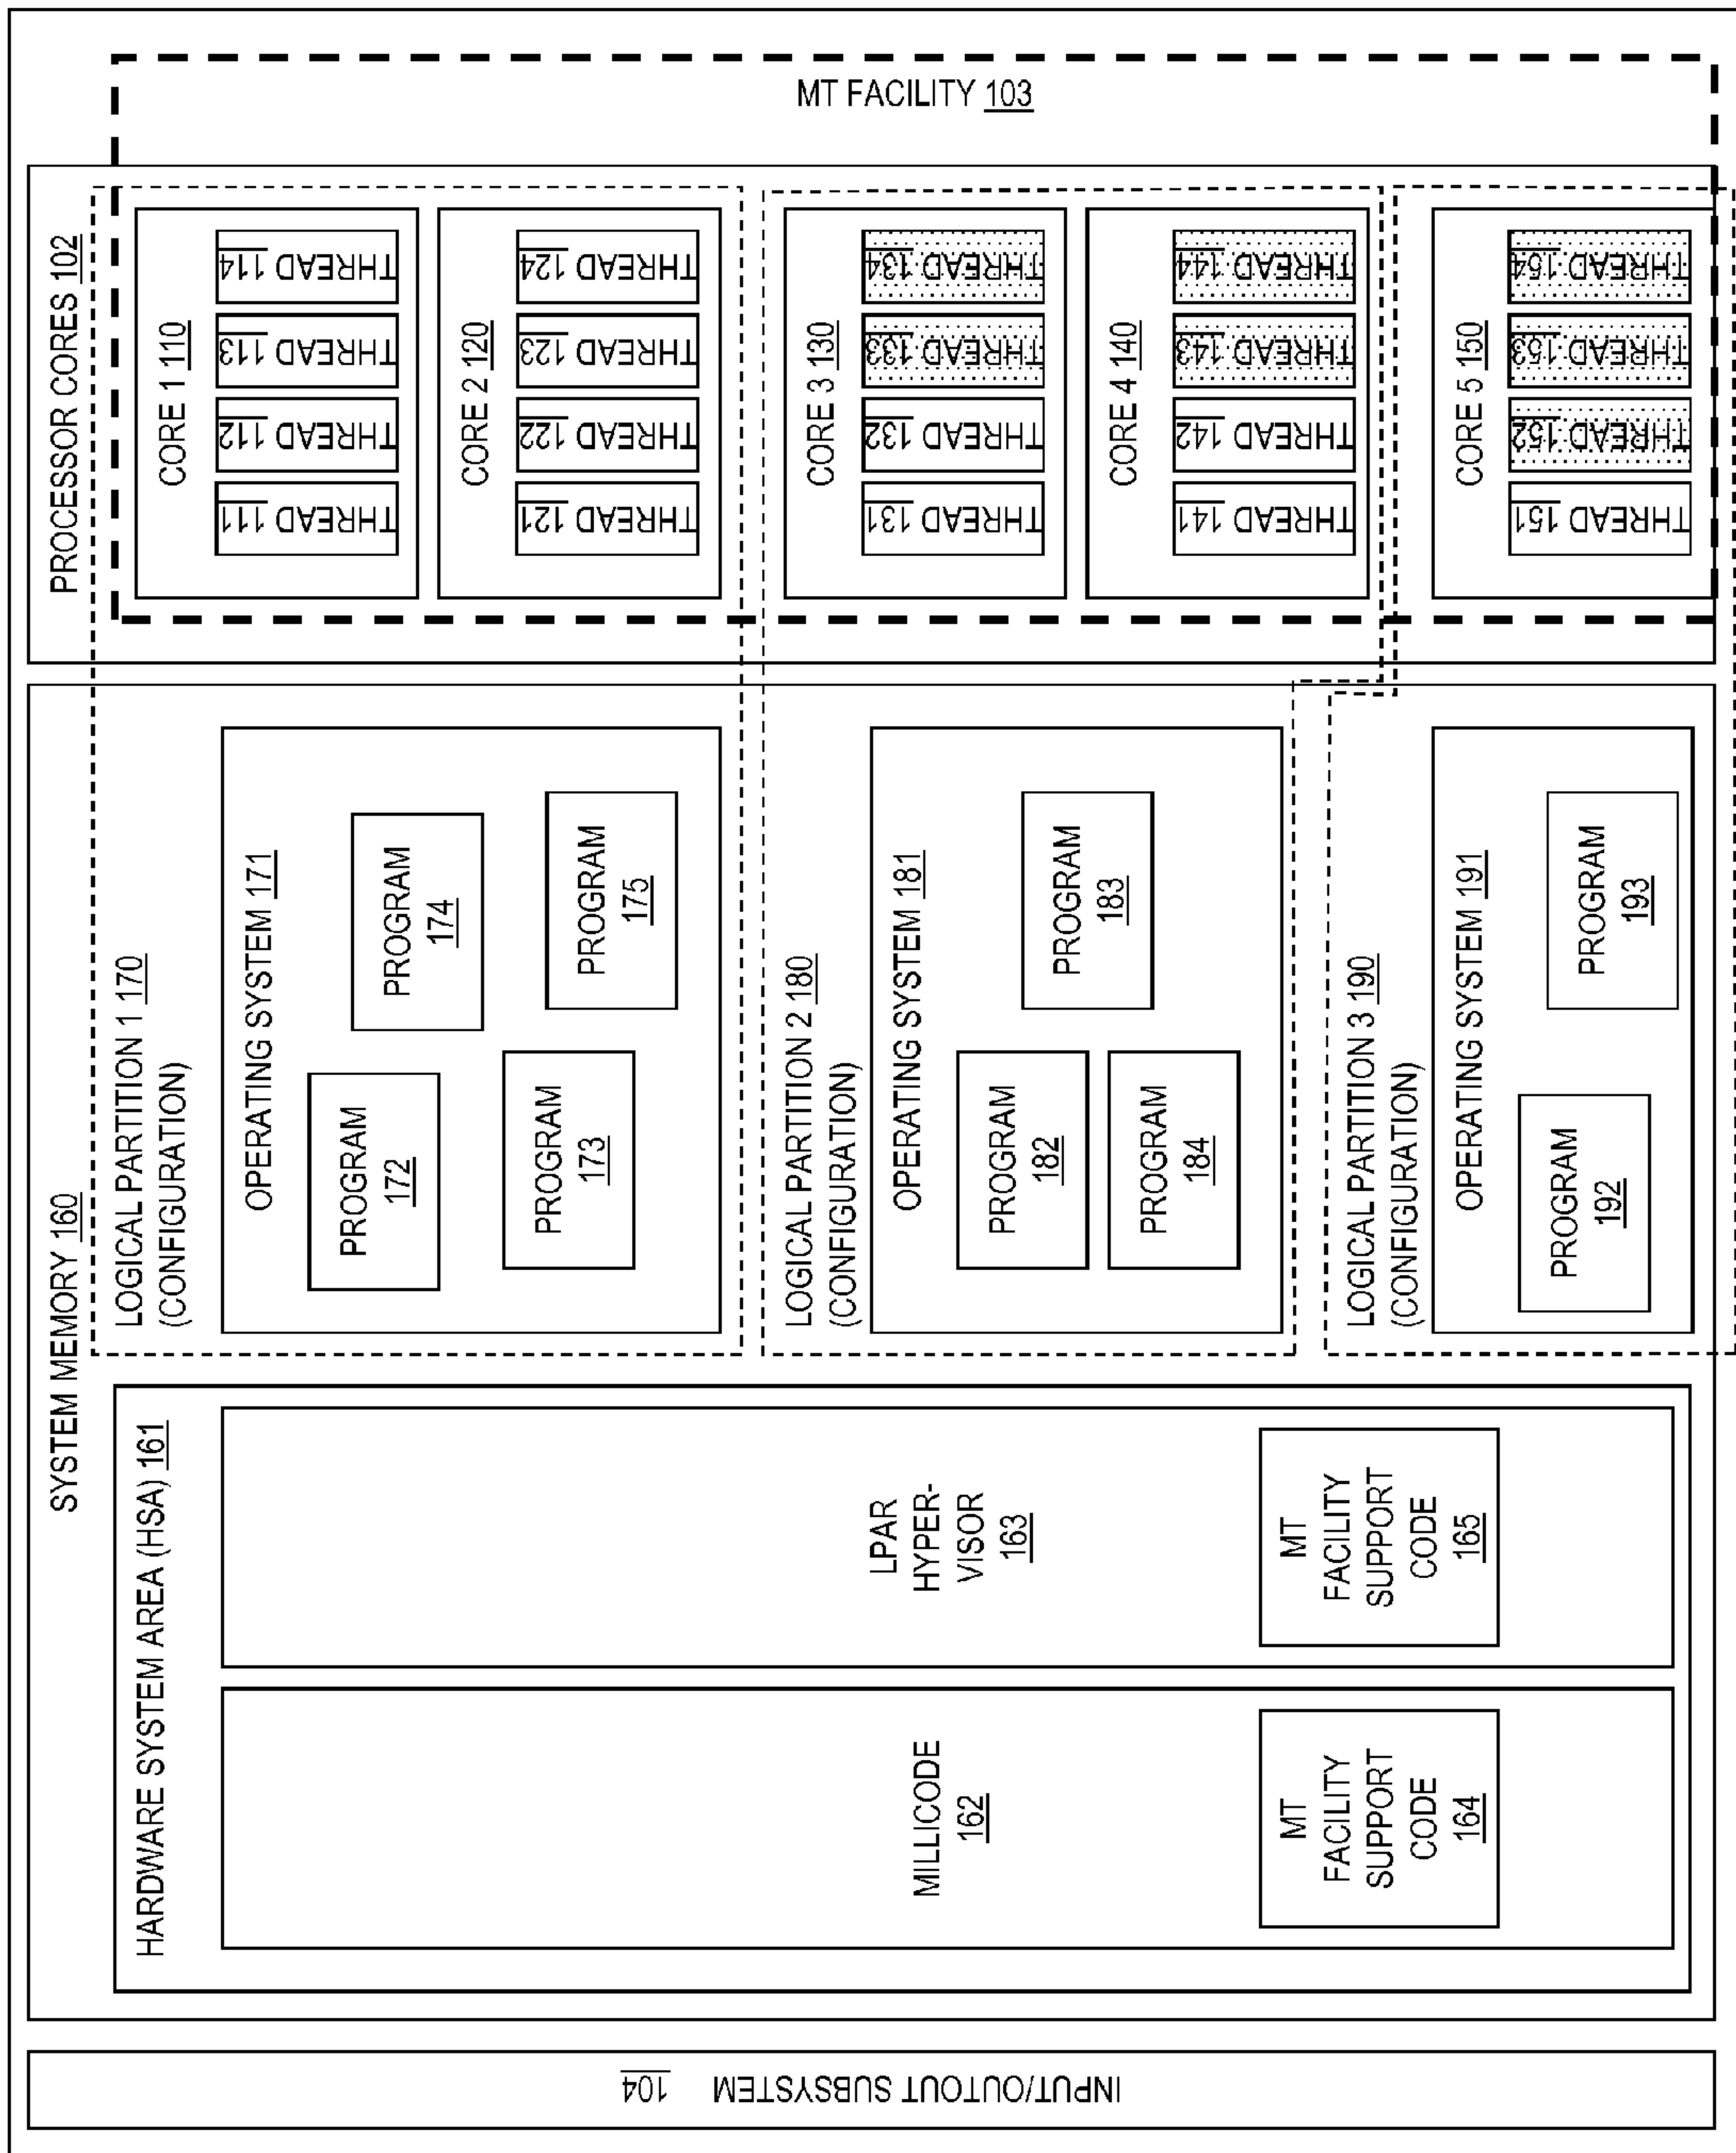 MT FACILITY 103
PROCESSOR CORES 102
CORE 1 110
THREAD 111
THREAD 112
THREAD 113
THREAD 114
CORE 2 120
THREAD 121
THREAD 122
THREAD 123
THREAD 124
CORE 3 130
THREAD 131
THREAD 132
THREAD 133
THREAD 134
CORE 4 140
THREAD 141
THREAD 142
THREAD 143
THREAD 144
CORE 5 150
THREAD 151
THREAD 152
THREAD 153
THREAD 154
SYSTEM MEMORY 160
LOGICAL PARTITION 1 170
(CONFIGURATION)
OPERATING SYSTEM 171
PROGRAM
172
PROGRAM
174
PROGRAM
173
PROGRAM
175
LOGICAL PARTITION 2 180
(CONFIGURATION)
OPERATING SYSTEM 181
PROGRAM
182
PROGRAM
183
PROGRAM
184
LOGICAL PARTITION 3 190
(CONFIGURATION)
OPERATING SYSTEM 191
PROGRAM
192
PROGRAM
193
HARDWARE SYSTEM AREA (HSA) 161
LPAR
HYPER-
VISOR
163
MT
FACILITY
SUPPORT
CODE
165
MILLICODE
162
MT
FACILITY
SUPPORT
CODE
164
INPUT/OUTOUT SUBSYSTEM 104